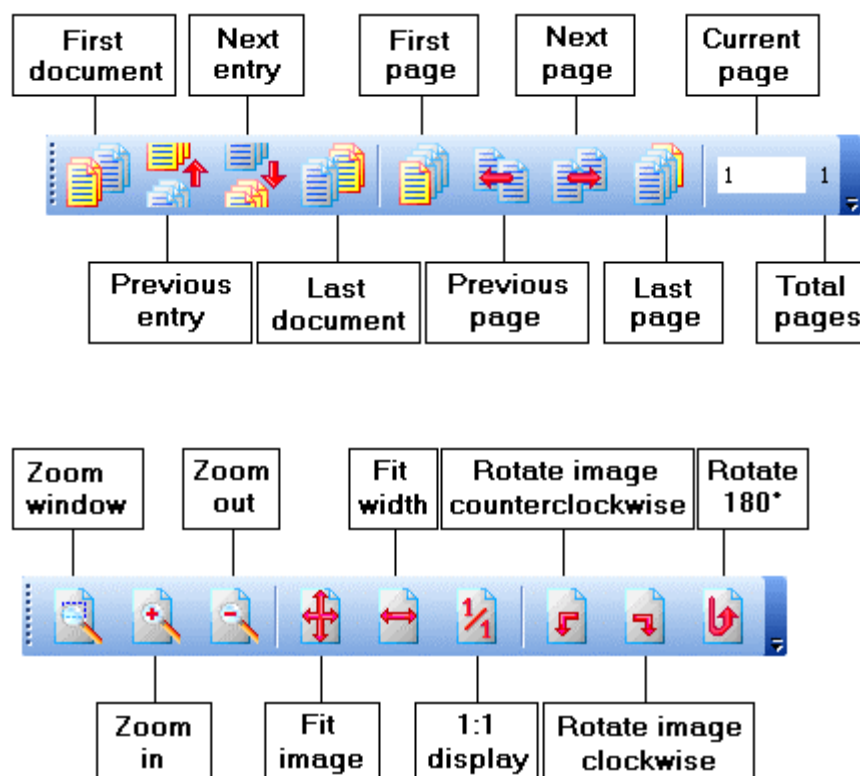 First
document
Next
entry
First
page
Next
page
Current
page
1
1
Previous
entry
Last
document
Previous
page
Last
page
Total
pages
Zoom
window
Zoom
out
Fit
width
Rotate image
counterclockwise
Rotate
180°
1/1
Zoom
in
Fit
image
1:1
display
Rotate image
clockwise